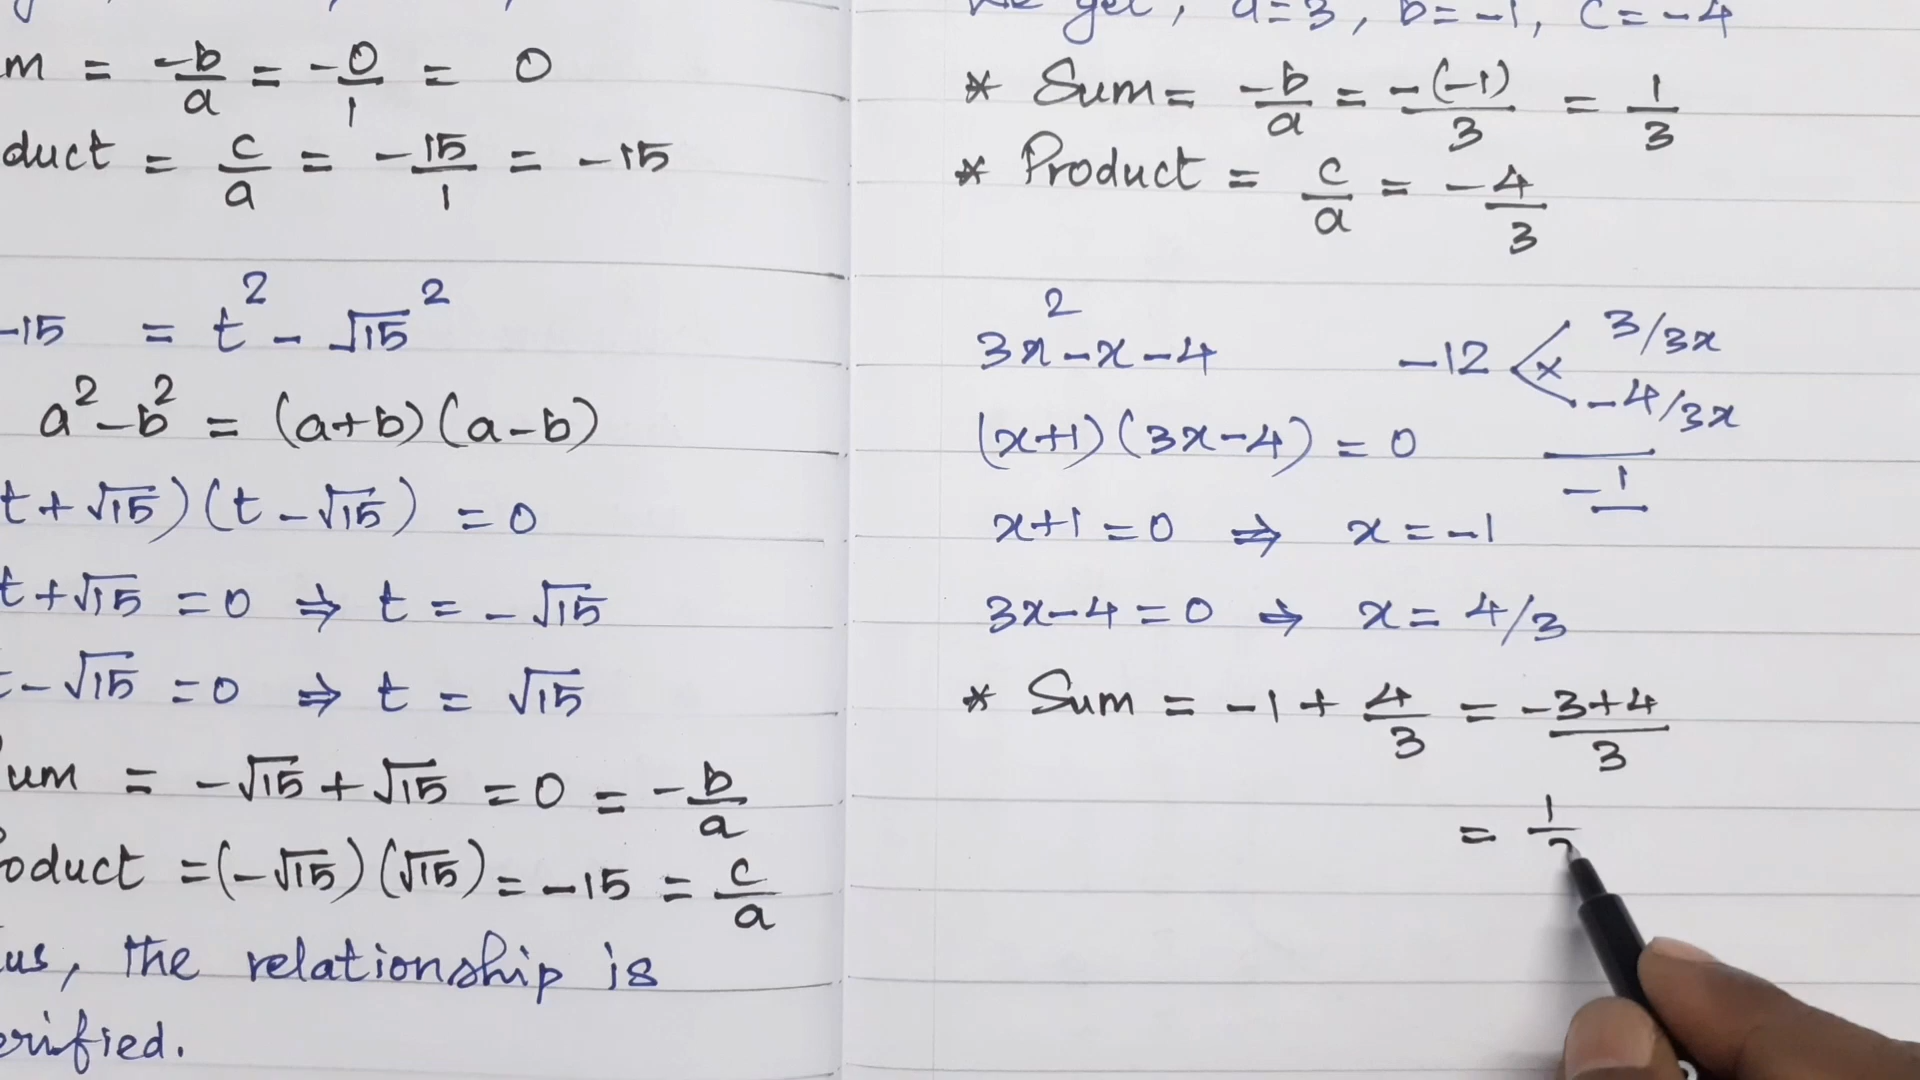 m = -b/a = -0/1 = 0
duct = c/a = -15/1 = -15
-15 = t² - √15²
a² - b² = (a+b)(a-b)
t + √15)(t - √15) = 0
t + √15 = 0 ⇒ t = -√15
t - √15 = 0 ⇒ t = √15
um = -√15 + √15 = 0 = -b/a
oduct = (-√15)(√15) = -15 = c/a
us, the relationship is
erified.
We get, a=3, b=-1, c=-4
* Sum = -b/a = -(-1)/3 = 1/3
* Product = c/a = -4/3
3x² - x - 4
-12 < × 3/3x
-4/3x
-1
(x+1)(3x-4) = 0
x+1 = 0 ⇒ x = -1
3x-4 = 0 ⇒ x = 4/3
* Sum = -1 + 4/3 = -3+4/3
= 1/